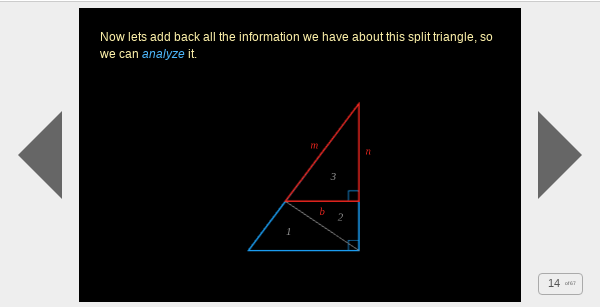 Now lets add back all the information we have about this split triangle, so
we can analyze it.
m
n
3
b
2
1
14 of 67